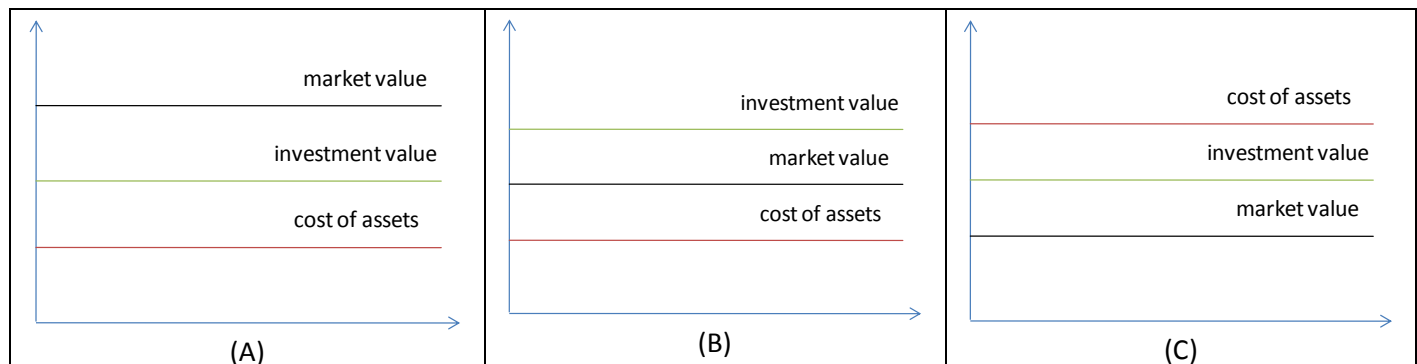 market value
investment value
cost of assets
(A)
investment value
market value
cost of assets
(B)
cost of assets
investment value
market value
(C)